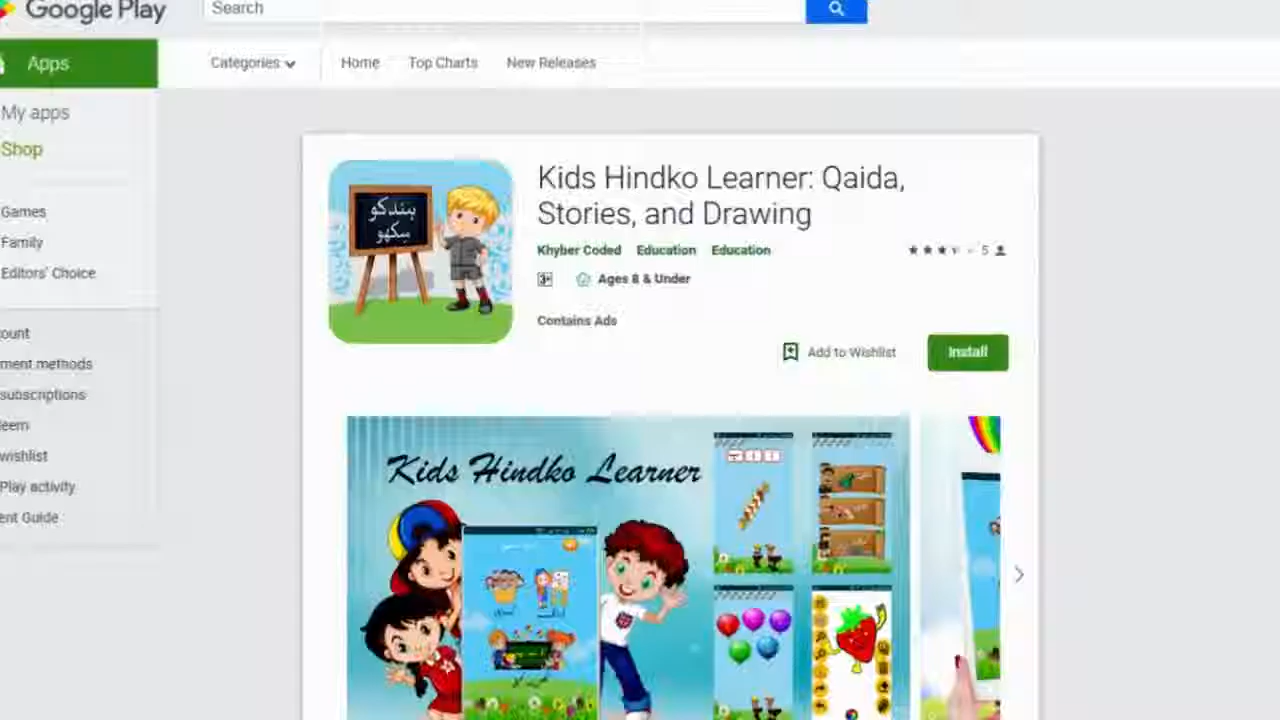 Google Play
Search
Apps
Categories
Home
Top Charts
New Releases
My apps
Shop
Games
Family
Editors' Choice
ount
ment methods
subscriptions
eem
wishlist
Play activity
ent Guide
ہندکو
سکھو
Kids Hindko Learner: Qaida,
Stories, and Drawing
Khyber Coded Education Education
5
3+
Ages 8 & Under
Contains Ads
Add to Wishlist
Install
Kids Hindko Learner